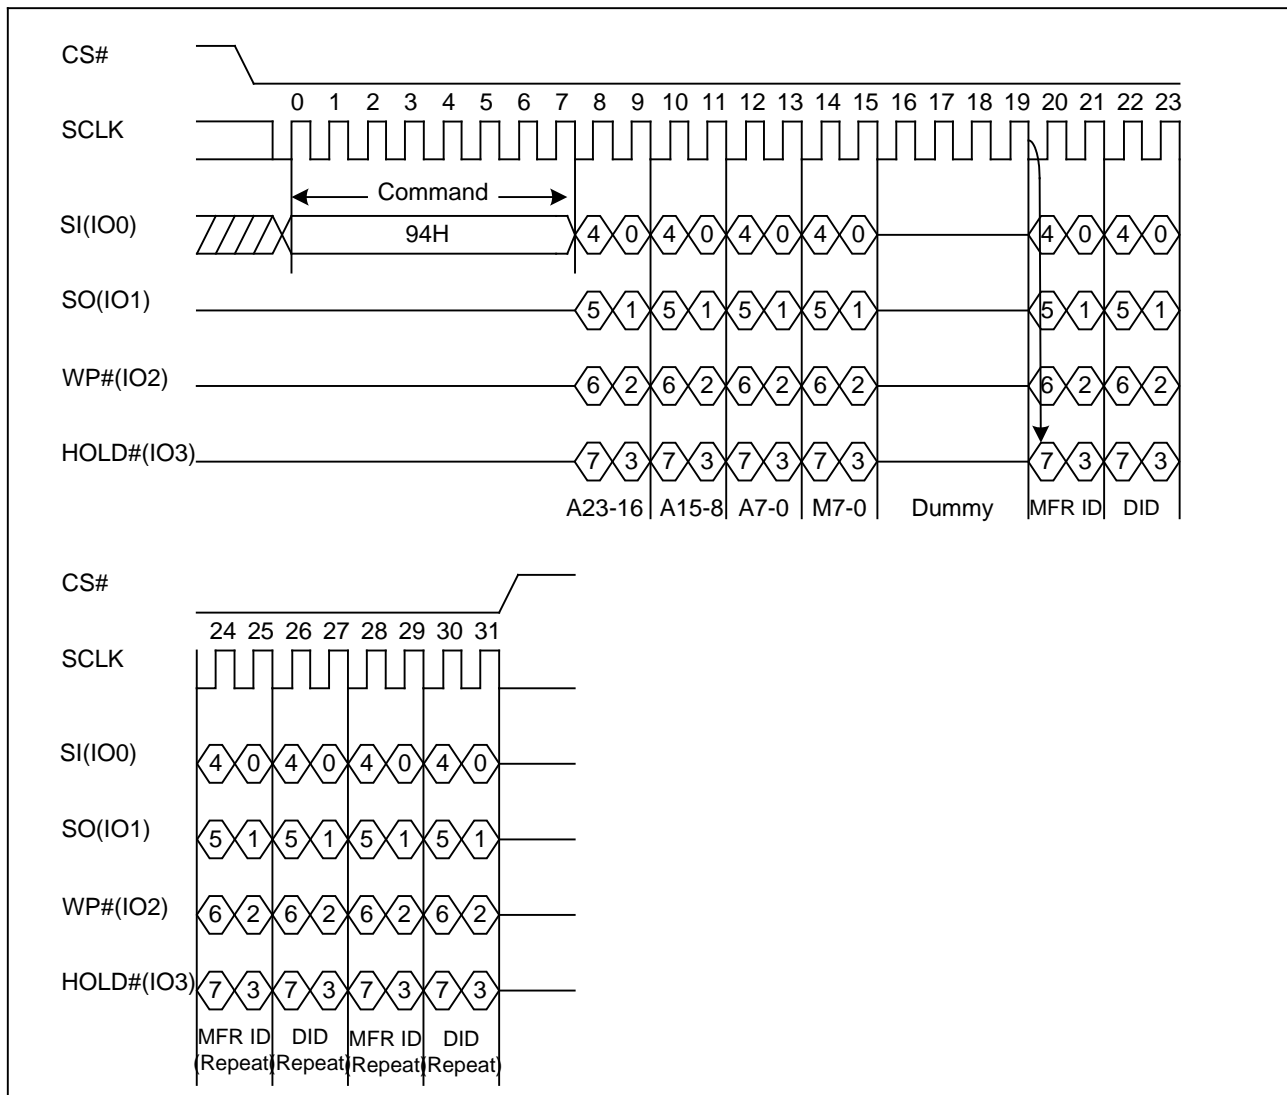 CS#
0 1 2 3 4 5 6 7 8 9 10 11 12 13 14 15 16 17 18 19 20 21 22 23
SCLK
Command
SI(IO0) 94H 4 0 4 0 4 0 4 0 4 0 4 0
SO(IO1) 5 1 5 1 5 1 5 1 5 1 5 1
WP#(IO2) 6 2 6 2 6 2 6 2 6 2 6 2
HOLD#(IO3) 7 3 7 3 7 3 7 3 7 3 7 3
A23-16 A15-8 A7-0 M7-0 Dummy MFR ID DID
CS#
24 25 26 27 28 29 30 31
SCLK
SI(IO0) 4 0 4 0 4 0 4 0
SO(IO1) 5 1 5 1 5 1 5 1
WP#(IO2) 6 2 6 2 6 2 6 2
HOLD#(IO3) 7 3 7 3 7 3 7 3
MFR ID DID MFR ID DID
(Repeat) (Repeat) (Repeat) (Repeat)